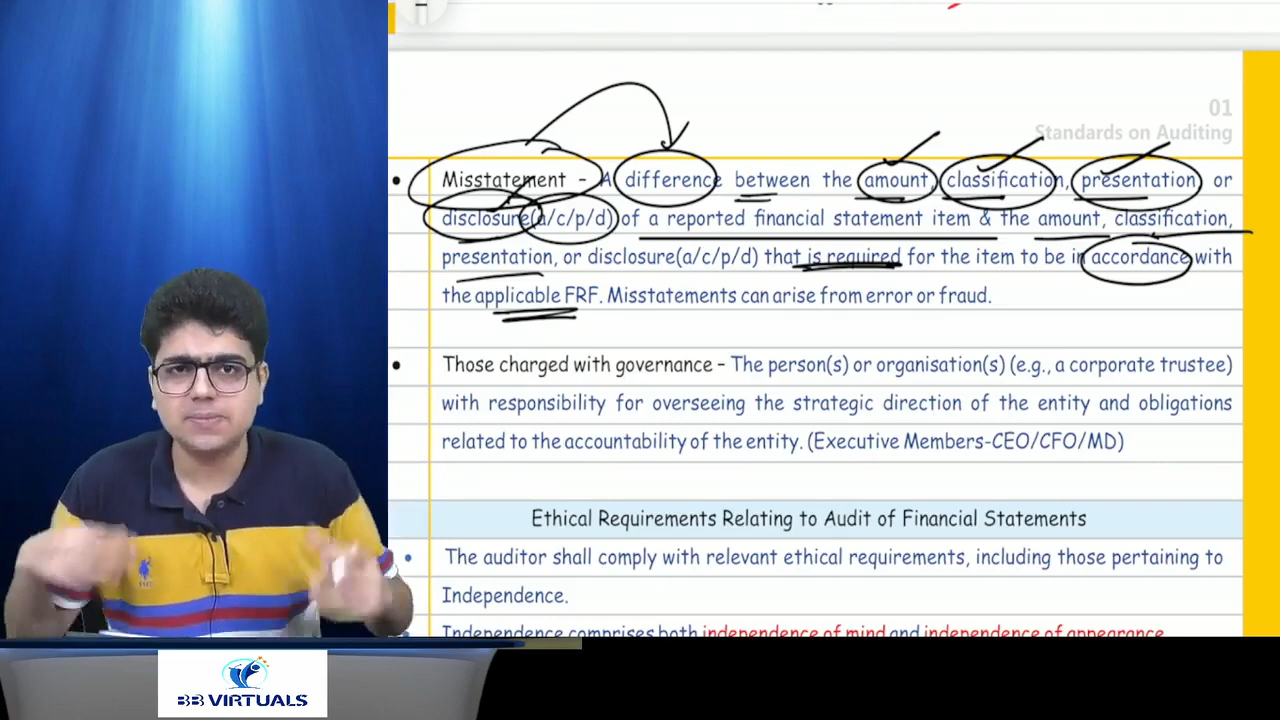 01
Standards on Auditing
• Misstatement – A difference between the amount, classification, presentation or
disclosure(a/c/p/d) of a reported financial statement item & the amount, classification,
presentation, or disclosure(a/c/p/d) that is required for the item to be in accordance with
the applicable FRF. Misstatements can arise from error or fraud.
• Those charged with governance – The person(s) or organisation(s) (e.g., a corporate trustee)
with responsibility for overseeing the strategic direction of the entity and obligations
related to the accountability of the entity. (Executive Members-CEO/CFO/MD)
Ethical Requirements Relating to Audit of Financial Statements
• The auditor shall comply with relevant ethical requirements, including those pertaining to
Independence.
• Independence comprises both independence of mind and independence of appearance
BB VIRTUALS